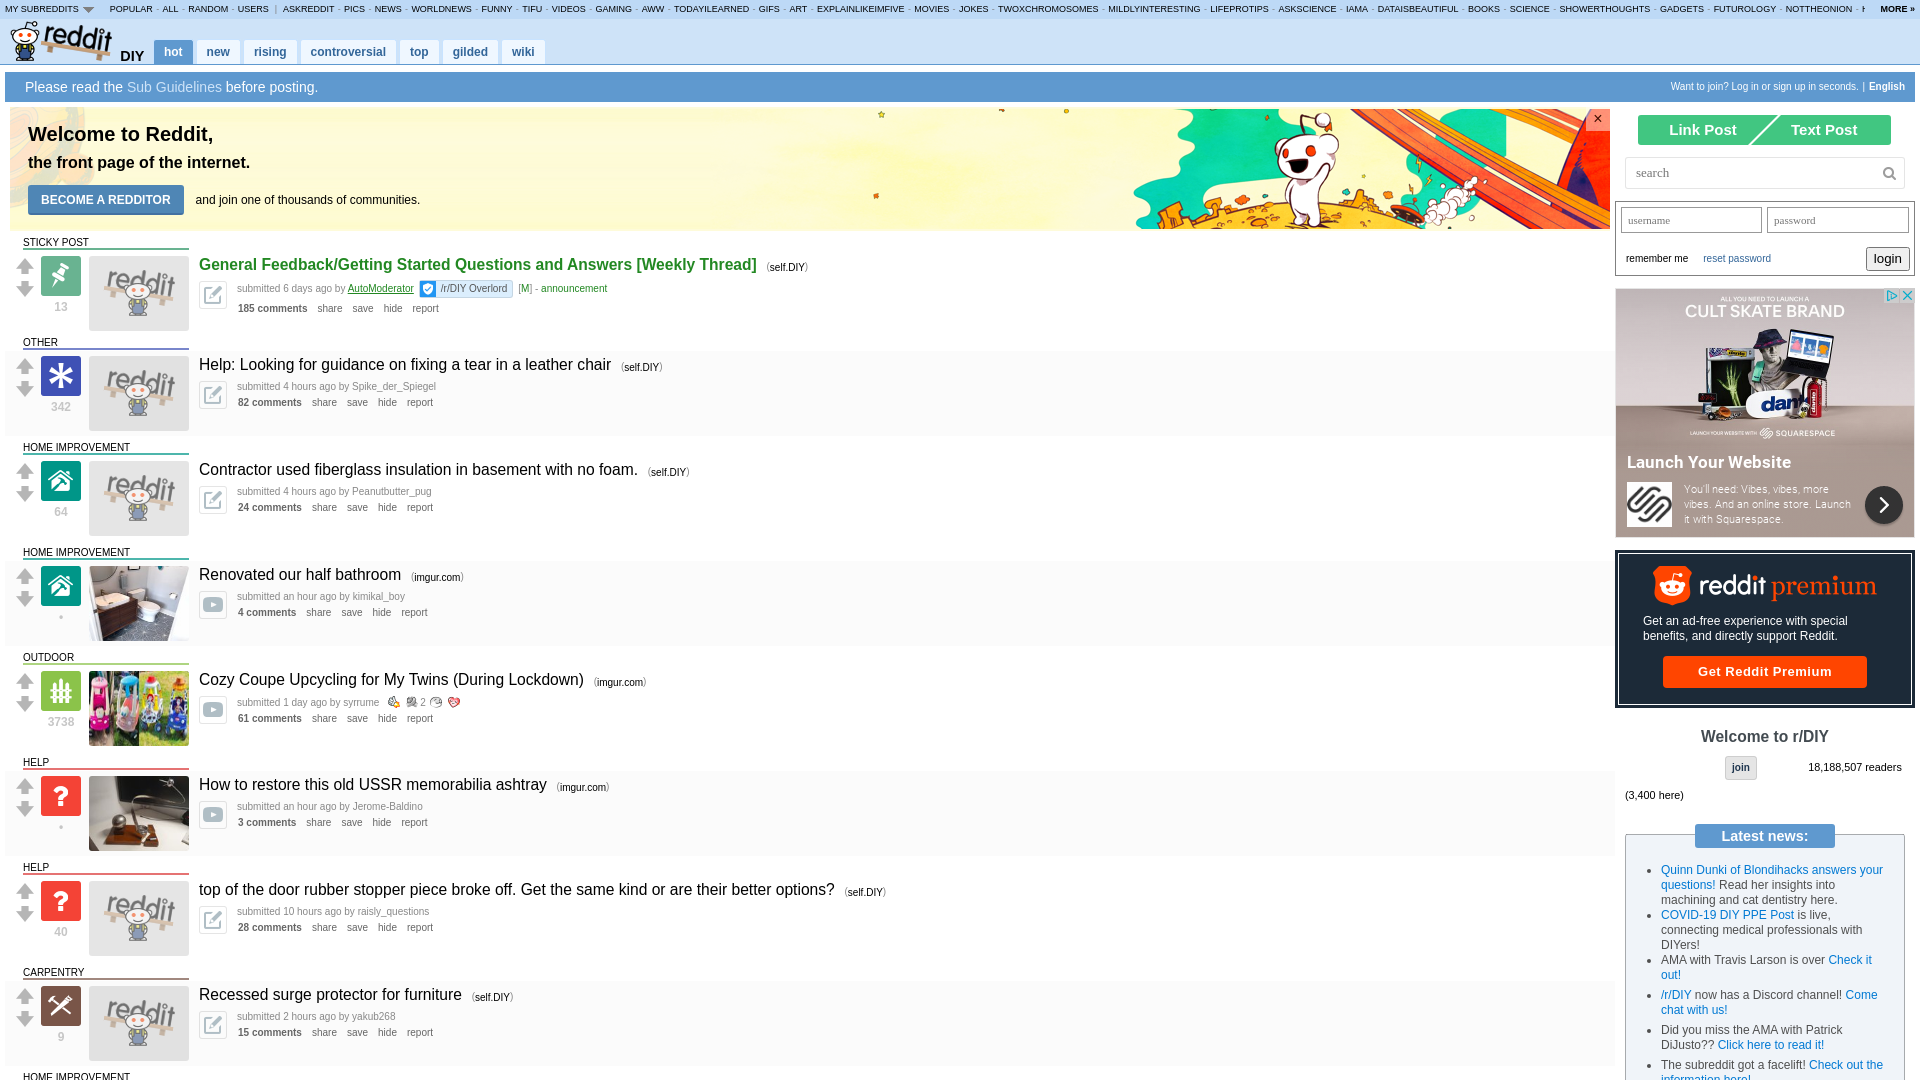 MY SUBREDDITS POPULAR - ALL - RANDOM - USERS | ASKREDDIT - PICS - NEWS - WORLDNEWS - FUNNY - TIFU - VIDEOS - GAMING - AWW - TODAYILEARNED - GIFS - ART - EXPLAINLIKEIMFIVE - MOVIES - JOKES - TWOXCHROMOSOMES - MILDLYINTERESTING - LIFEPROTIPS - ASKSCIENCE - IAMA - DATAISBEAUTIFUL - BOOKS - SCIENCE - SHOWERTHOUGHTS - GADGETS - FUTUROLOGY - NOTTHEONION - MORE »
reddit DIY hot new rising controversial top gilded wiki
Please read the Sub Guidelines before posting.
Want to join? Log in or sign up in seconds. | English
Welcome to Reddit,
the front page of the internet.
BECOME A REDDITOR and join one of thousands of communities.
×
STICKY POST
13
reddit
General Feedback/Getting Started Questions and Answers [Weekly Thread] (self.DIY)
submitted 6 days ago by AutoModerator /r/DIY Overlord [M] - announcement
185 comments share save hide report
OTHER
342
reddit
Help: Looking for guidance on fixing a tear in a leather chair (self.DIY)
submitted 4 hours ago by Spike_der_Spiegel
82 comments share save hide report
HOME IMPROVEMENT
64
reddit
Contractor used fiberglass insulation in basement with no foam. (self.DIY)
submitted 4 hours ago by Peanutbutter_pug
24 comments share save hide report
HOME IMPROVEMENT
•
Renovated our half bathroom (imgur.com)
submitted an hour ago by kimikal_boy
4 comments share save hide report
OUTDOOR
3738
Cozy Coupe Upcycling for My Twins (During Lockdown) (imgur.com)
submitted 1 day ago by syrrume 2
61 comments share save hide report
HELP
?
•
How to restore this old USSR memorabilia ashtray (imgur.com)
submitted an hour ago by Jerome-Baldino
3 comments share save hide report
HELP
?
40
reddit
top of the door rubber stopper piece broke off. Get the same kind or are their better options? (self.DIY)
submitted 10 hours ago by raisly_questions
28 comments share save hide report
CARPENTRY
9
reddit
Recessed surge protector for furniture (self.DIY)
submitted 2 hours ago by yakub268
15 comments share save hide report
HOME IMPROVEMENT
Link Post Text Post
search
username password
remember me reset password login
ALL YOU NEED TO LAUNCH A
CULT SKATE BRAND
dank
LAUNCH YOUR WEBSITE WITH SQUARESPACE
Launch Your Website
You'll need: Vibes, vibes, more
vibes. And an online store. Launch
it with Squarespace.
reddit premium
Get an ad-free experience with special
benefits, and directly support Reddit.
Get Reddit Premium
Welcome to r/DIY
join 18,188,507 readers
(3,400 here)
Latest news:
• Quinn Dunki of Blondihacks answers your
questions! Read her insights into
machining and cat dentistry here.
• COVID-19 DIY PPE Post is live,
connecting medical professionals with
DIYers!
• AMA with Travis Larson is over Check it
out!
• /r/DIY now has a Discord channel! Come
chat with us!
• Did you miss the AMA with Patrick
DiJusto?? Click here to read it!
• The subreddit got a facelift! Check out the
information here!